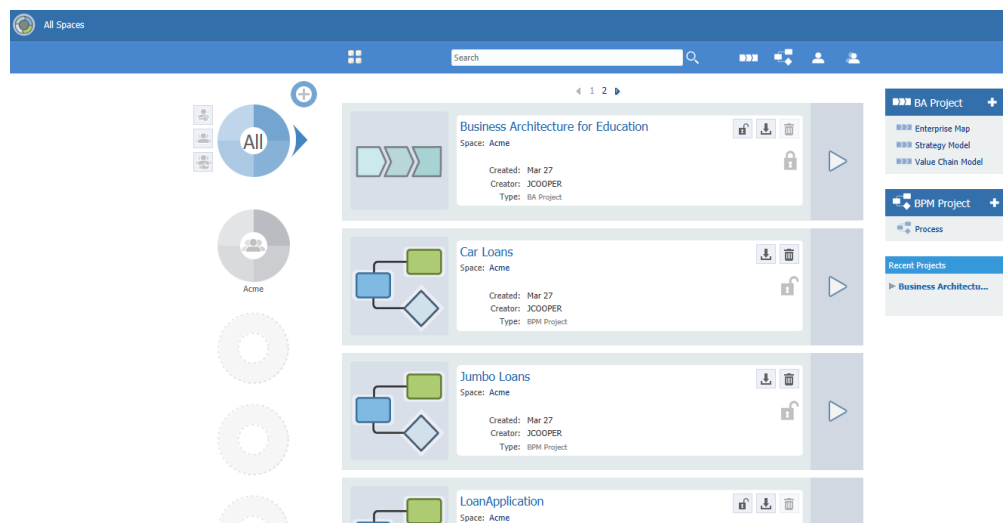 All Spaces
Search
1 2
All
Acme
Business Architecture for Education
Space: Acme
Created: Mar 27
Creator: JCOOPER
Type: BA Project
Car Loans
Space: Acme
Created: Mar 27
Creator: JCOOPER
Type: BPM Project
Jumbo Loans
Space: Acme
Created: Mar 27
Creator: JCOOPER
Type: BPM Project
LoanApplication
Space: Acme
BA Project +
Enterprise Map
Strategy Model
Value Chain Model
BPM Project +
Process
Recent Projects
Business Architectu...